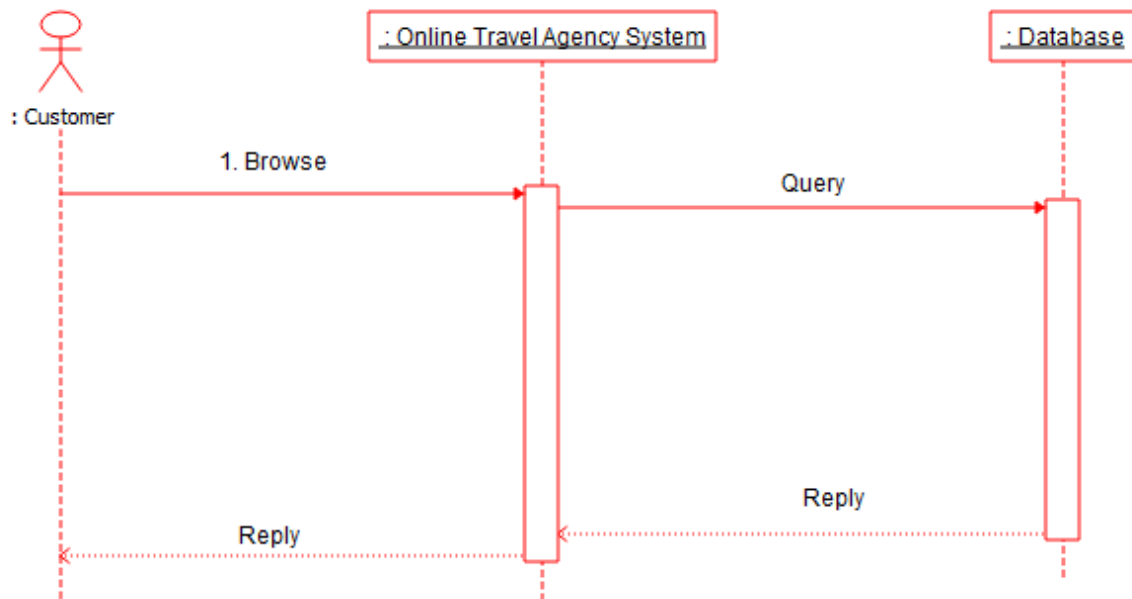 : Online Travel Agency System
: Database
: Customer
1. Browse
Query
Reply
Reply